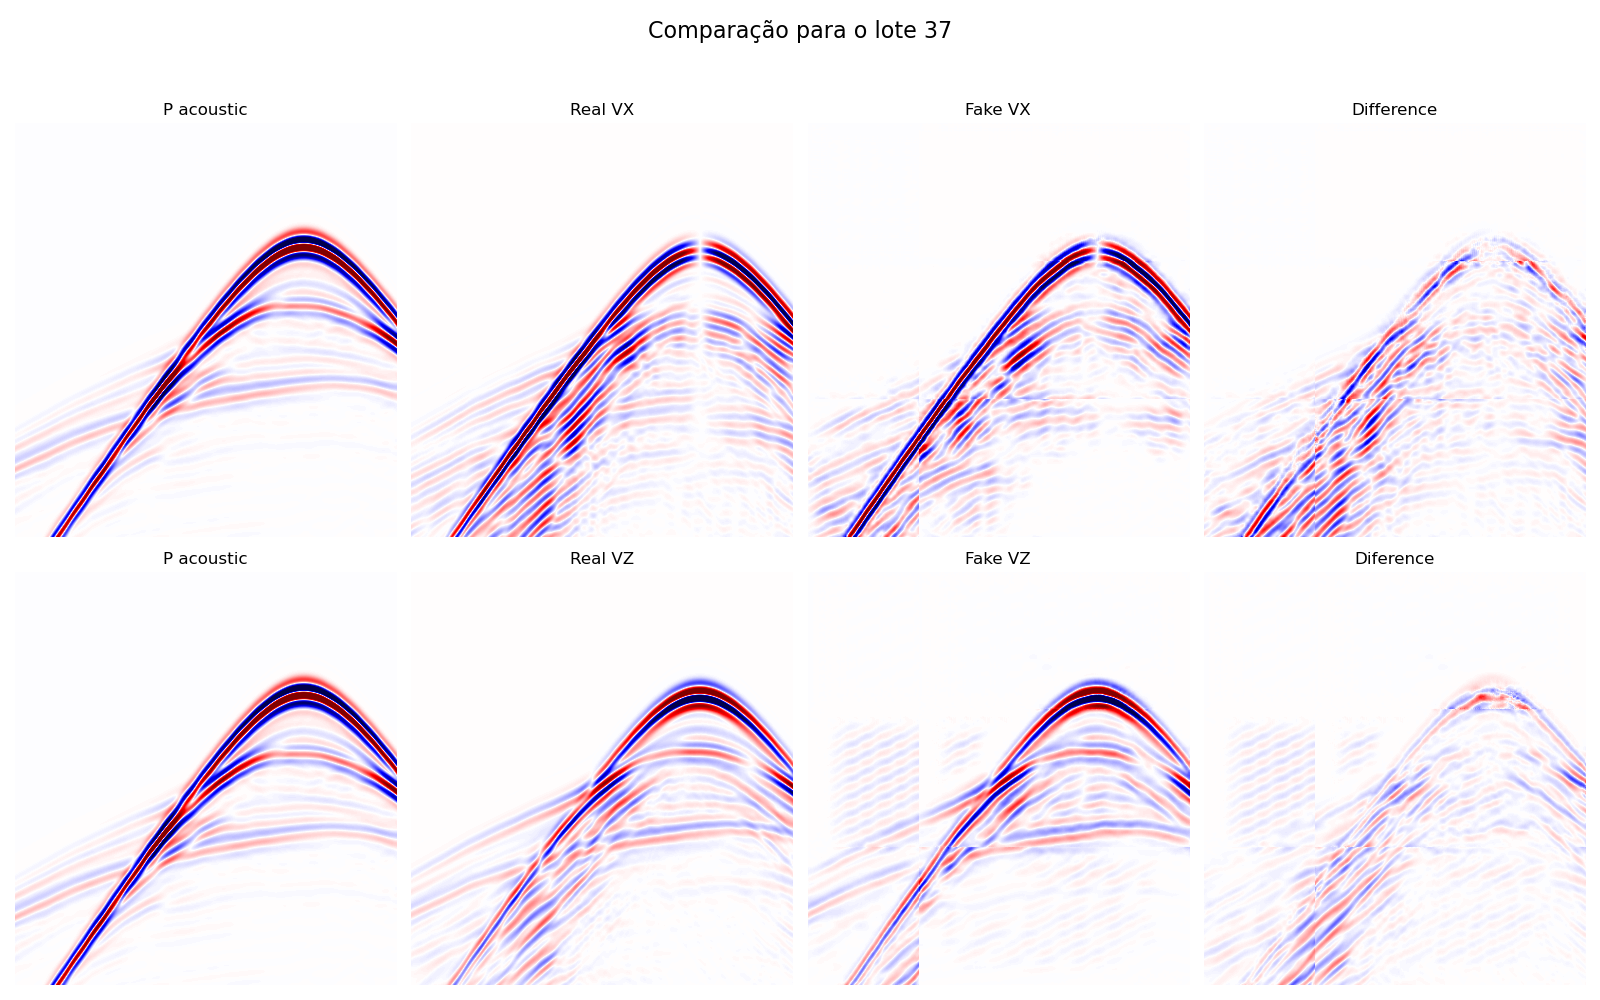 Comparação para o lote 37
P acoustic
Real VX
Fake VX
Difference
P acoustic
Real VZ
Fake VZ
Diference